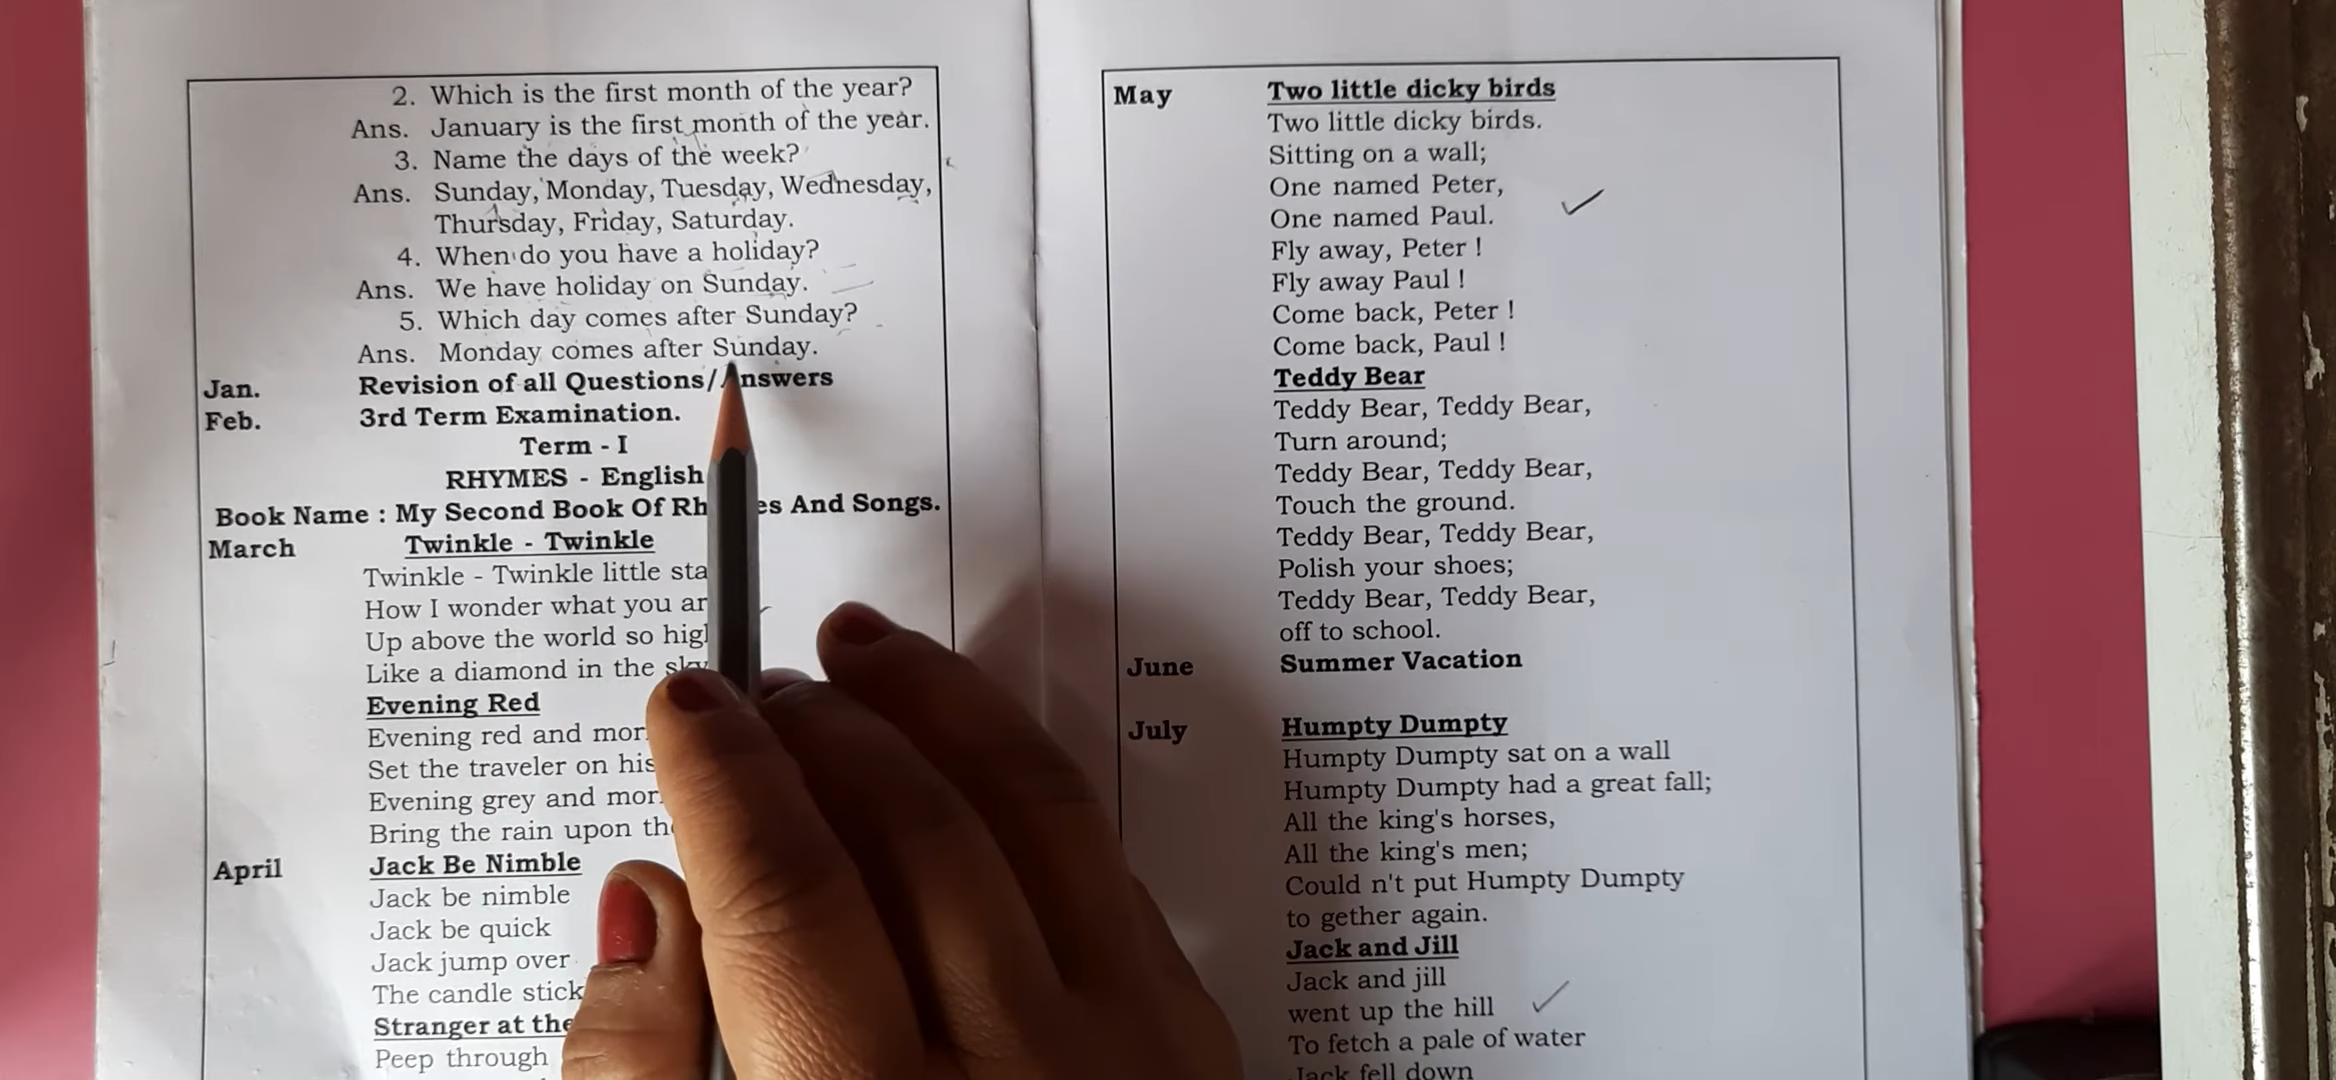 2. Which is the first month of the year?
Ans. January is the first month of the year.
3. Name the days of the week?
Ans. Sunday, Monday, Tuesday, Wednesday,
Thursday, Friday, Saturday.
4. When do you have a holiday?
Ans. We have holiday on Sunday.
5. Which day comes after Sunday?
Ans. Monday comes after Sunday.
Jan. Revision of all Questions/Answers
Feb. 3rd Term Examination.
Term - I
RHYMES - English
Book Name : My Second Book Of And Songs.
March Twinkle - Twinkle
Twinkle - Twinkle little
How I wonder what you
Up above the world so
Like a diamond in the sky
Evening Red
Evening red and
Set the traveler on
Evening grey and
Bring the rain upon
April Jack Be Nimble
Jack be nimble
Jack be quick
Jack jump over
The candle stick
Stranger at the
Peep through
May Two little dicky birds
Two little dicky birds.
Sitting on a wall;
One named Peter,
One named Paul.
Fly away, Peter !
Fly away Paul !
Come back, Peter !
Come back, Paul !
Teddy Bear
Teddy Bear, Teddy Bear,
Turn around;
Teddy Bear, Teddy Bear,
Touch the ground.
Teddy Bear, Teddy Bear,
Polish your shoes;
Teddy Bear, Teddy Bear,
off to school.
June Summer Vacation
July Humpty Dumpty
Humpty Dumpty sat on a wall
Humpty Dumpty had a great fall;
All the king's horses,
All the king's men;
Could n't put Humpty Dumpty
to gether again.
Jack and Jill
Jack and jill
went up the hill
To fetch a pale of water
Jack fell down